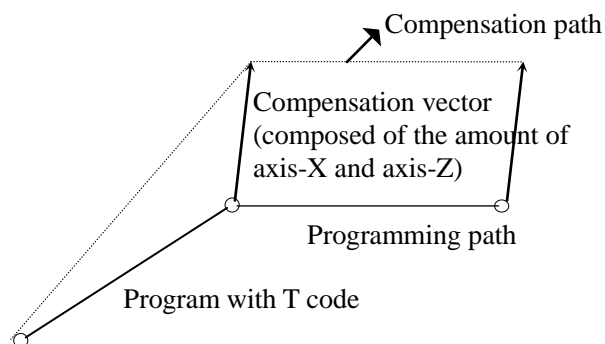 Compensation path
Compensation vector
(composed of the amount of
axis-X and axis-Z)
Programming path
Program with T code